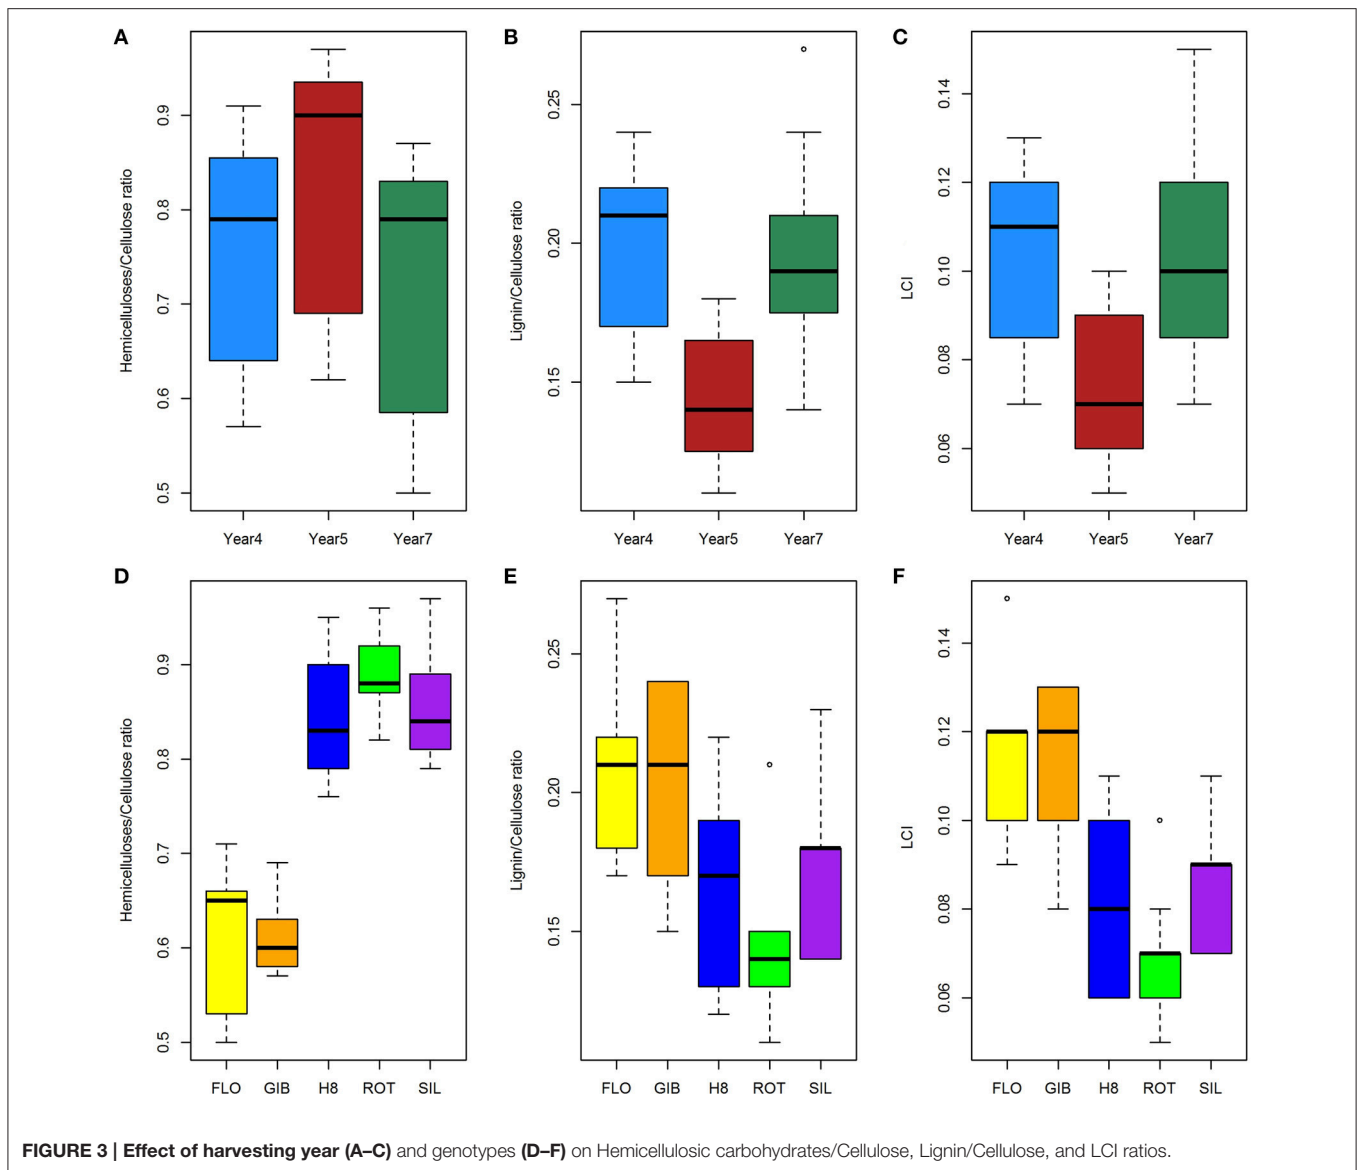 A
Hemicelluloses/Cellulose ratio
0.9
0.8
0.7
0.6
0.5
Year4 Year5 Year7
B
Lignin/Cellulose ratio
0.25
0.20
0.15
Year4 Year5 Year7
C
LCI
0.14
0.12
0.10
0.08
0.06
Year4 Year5 Year7
D
Hemicelluloses/Cellulose ratio
0.9
0.8
0.7
0.6
0.5
FLO GIB H8 ROT SIL
E
Lignin/Cellulose ratio
0.25
0.20
0.15
FLO GIB H8 ROT SIL
F
LCI
0.14
0.12
0.10
0.08
0.06
FLO GIB H8 ROT SIL
FIGURE 3 | Effect of harvesting year (A–C) and genotypes (D–F) on Hemicellulosic carbohydrates/Cellulose, Lignin/Cellulose, and LCI ratios.